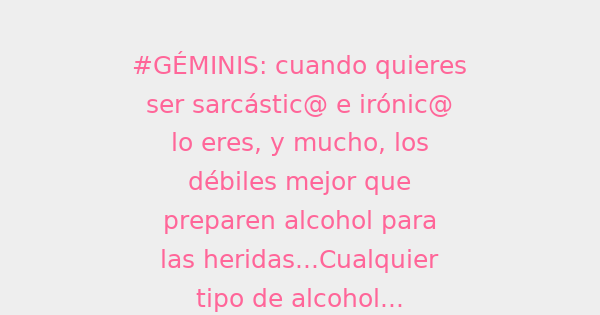 #GÉMINIS: cuando quieres
ser sarcástic@ e irónic@
lo eres, y mucho, los
débiles mejor que
preparen alcohol para
las heridas...Cualquier
tipo de alcohol...